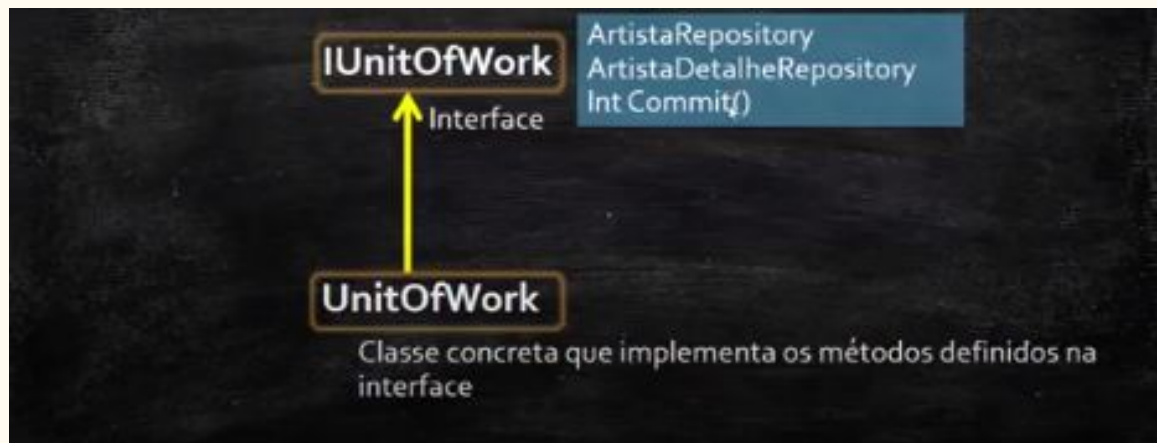 IUnitOfWork
ArtistaRepository
ArtistaDetalheRepository
Int Commit()
Interface
UnitOfWork
Classe concreta que implementa os métodos definidos na
interface